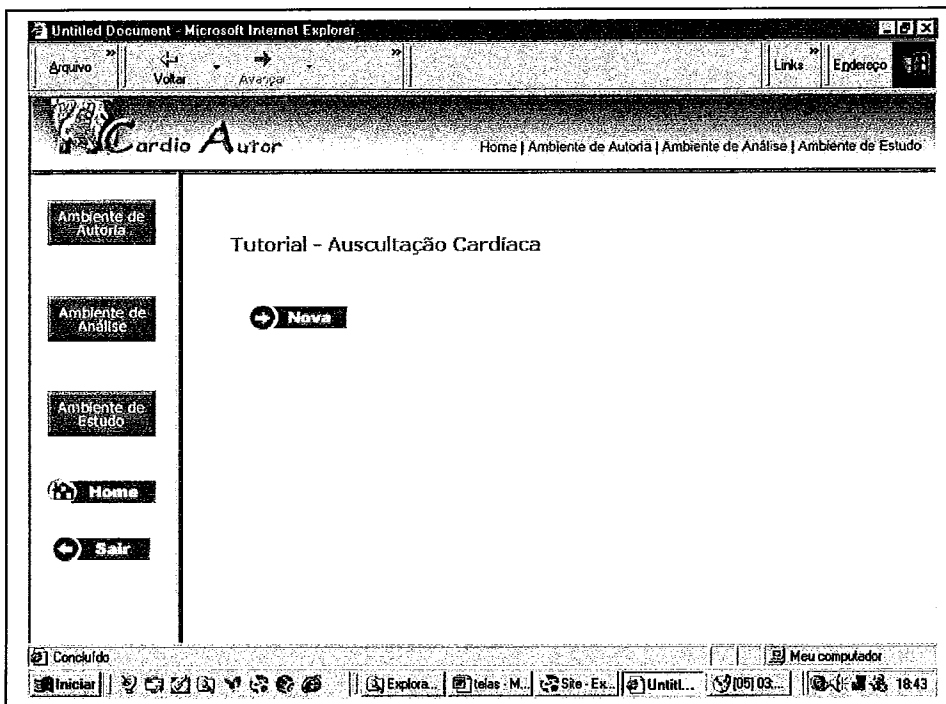 Untitled Document - Microsoft Internet Explorer
Arquivo » Voltar Avançar » Links » Endereço
Cardio Autor
Home | Ambiente de Autoria | Ambiente de Análise | Ambiente de Estudo
Ambiente de
Autoria
Tutorial - Auscultação Cardíaca
Ambiente de
Análise
Nova
Ambiente de
Estudo
Home
Sair
Concluído Meu computador
Iniciar Explora... telas - M... Site - Ex... Untitl... (05) 03... 18:43